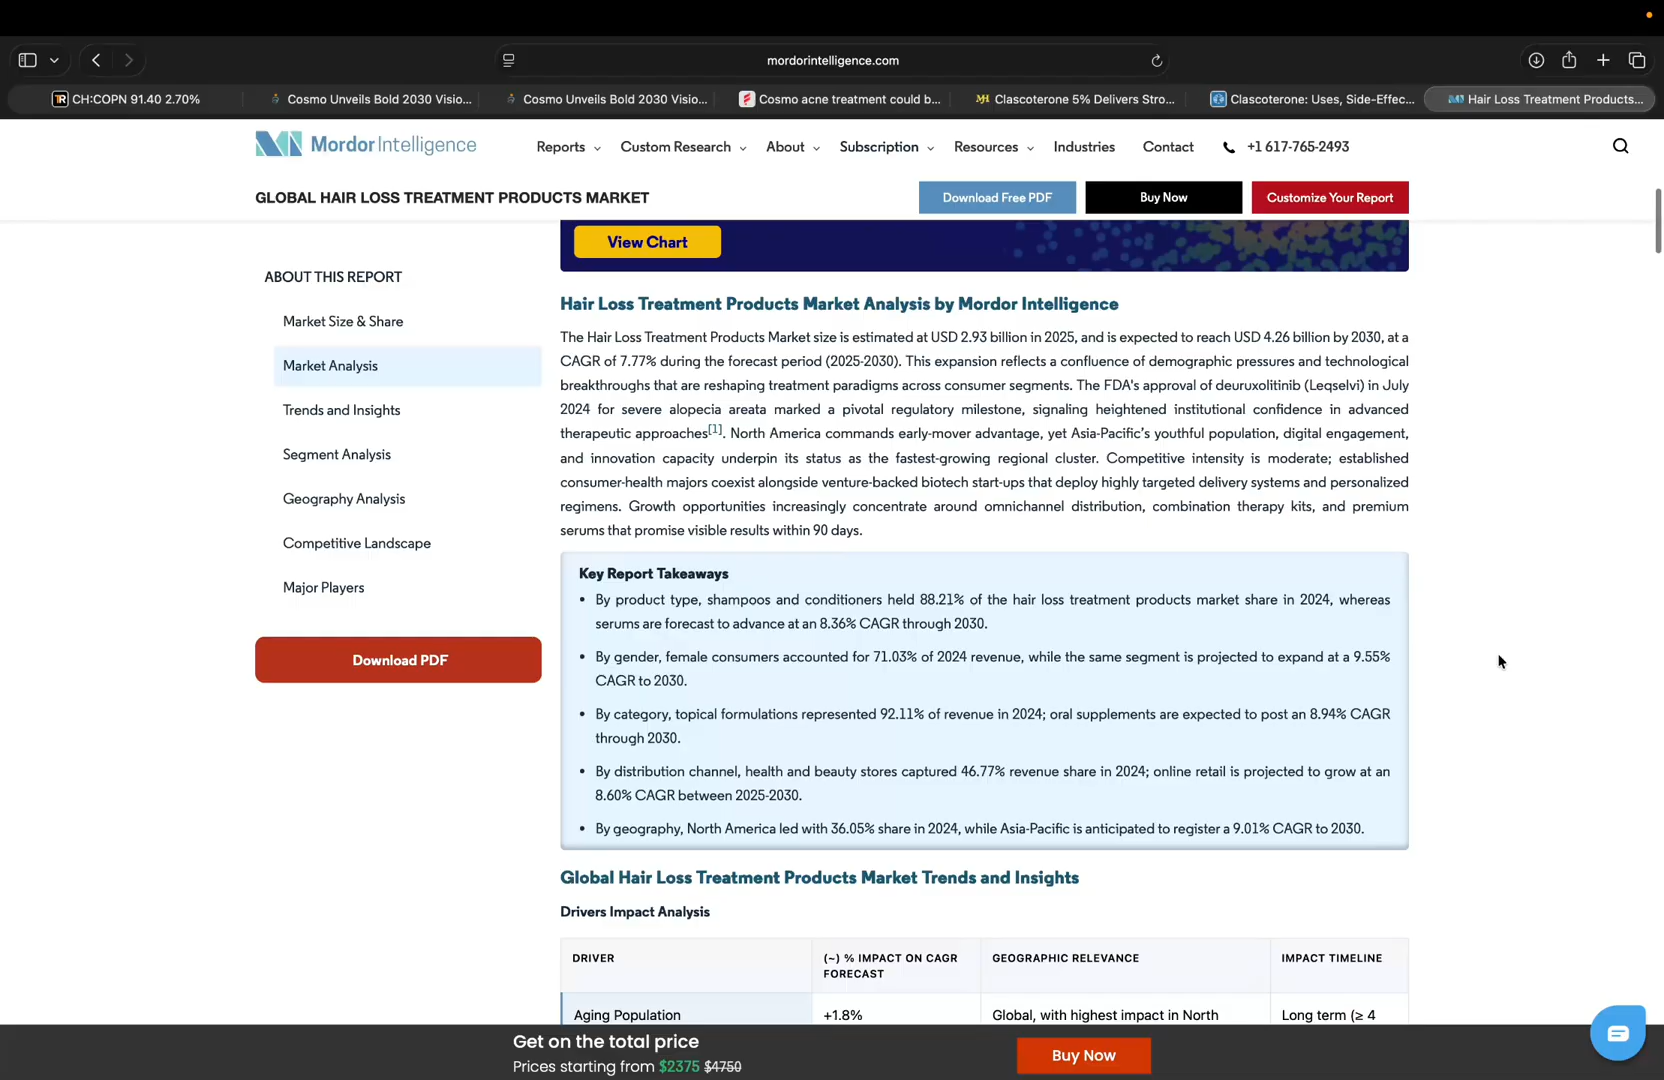 mordorintelligence.com
CH:COPN 91.40 2.70%
Cosmo Unveils Bold 2030 Visio...
Cosmo Unveils Bold 2030 Visio...
Cosmo acne treatment could b...
Clascoterone 5% Delivers Stro...
Clascoterone: Uses, Side-Effec...
Hair Loss Treatment Products...
Mordor Intelligence
Reports
Custom Research
About
Subscription
Resources
Industries
Contact
+1 617-765-2493
GLOBAL HAIR LOSS TREATMENT PRODUCTS MARKET
Download Free PDF
Buy Now
Customize Your Report
View Chart
ABOUT THIS REPORT
Market Size & Share
Market Analysis
Trends and Insights
Segment Analysis
Geography Analysis
Competitive Landscape
Major Players
Download PDF
Hair Loss Treatment Products Market Analysis by Mordor Intelligence
The Hair Loss Treatment Products Market size is estimated at USD 2.93 billion in 2025, and is expected to reach USD 4.26 billion by 2030, at a
CAGR of 7.77% during the forecast period (2025-2030). This expansion reflects a confluence of demographic pressures and technological
breakthroughs that are reshaping treatment paradigms across consumer segments. The FDA's approval of deuruxolitinib (Leqselvi) in July
2024 for severe alopecia areata marked a pivotal regulatory milestone, signaling heightened institutional confidence in advanced
therapeutic approaches[1]. North America commands early-mover advantage, yet Asia-Pacific's youthful population, digital engagement,
and innovation capacity underpin its status as the fastest-growing regional cluster. Competitive intensity is moderate; established
consumer-health majors coexist alongside venture-backed biotech start-ups that deploy highly targeted delivery systems and personalized
regimens. Growth opportunities increasingly concentrate around omnichannel distribution, combination therapy kits, and premium
serums that promise visible results within 90 days.
Key Report Takeaways
• By product type, shampoos and conditioners held 88.21% of the hair loss treatment products market share in 2024, whereas
serums are forecast to advance at an 8.36% CAGR through 2030.
• By gender, female consumers accounted for 71.03% of 2024 revenue, while the same segment is projected to expand at a 9.55%
CAGR to 2030.
• By category, topical formulations represented 92.11% of revenue in 2024; oral supplements are expected to post an 8.94% CAGR
through 2030.
• By distribution channel, health and beauty stores captured 46.77% revenue share in 2024; online retail is projected to grow at an
8.60% CAGR between 2025-2030.
• By geography, North America led with 36.05% share in 2024, while Asia-Pacific is anticipated to register a 9.01% CAGR to 2030.
Global Hair Loss Treatment Products Market Trends and Insights
Drivers Impact Analysis
DRIVER
(~) % IMPACT ON CAGR
FORECAST
GEOGRAPHIC RELEVANCE
IMPACT TIMELINE
Aging Population
+1.8%
Global, with highest impact in North
Long term (≥ 4
Get on the total price
Prices starting from $2375 $4750
Buy Now